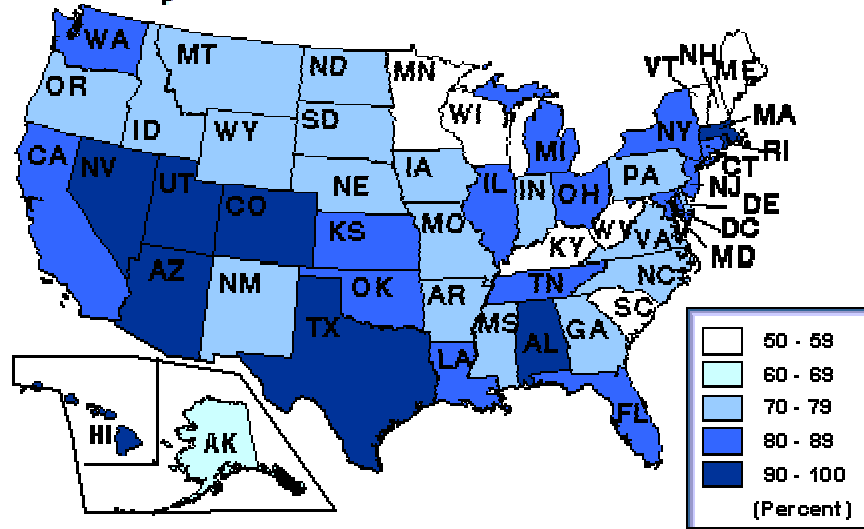 WA
MT
ND
MN
VT
NH
ME
OR
ID
WY
SD
WI
MI
NY
MA
RI
CT
NJ
DE
DC
MD
CA
NV
UT
CO
NE
IA
IL
IN
OH
PA
KS
MO
KY
WV
VA
AZ
NM
OK
AR
TN
NC
SC
TX
LA
MS
AL
GA
FL
HI
AK
50 - 59
60 - 69
70 - 79
80 - 89
90 - 100
(Percent)